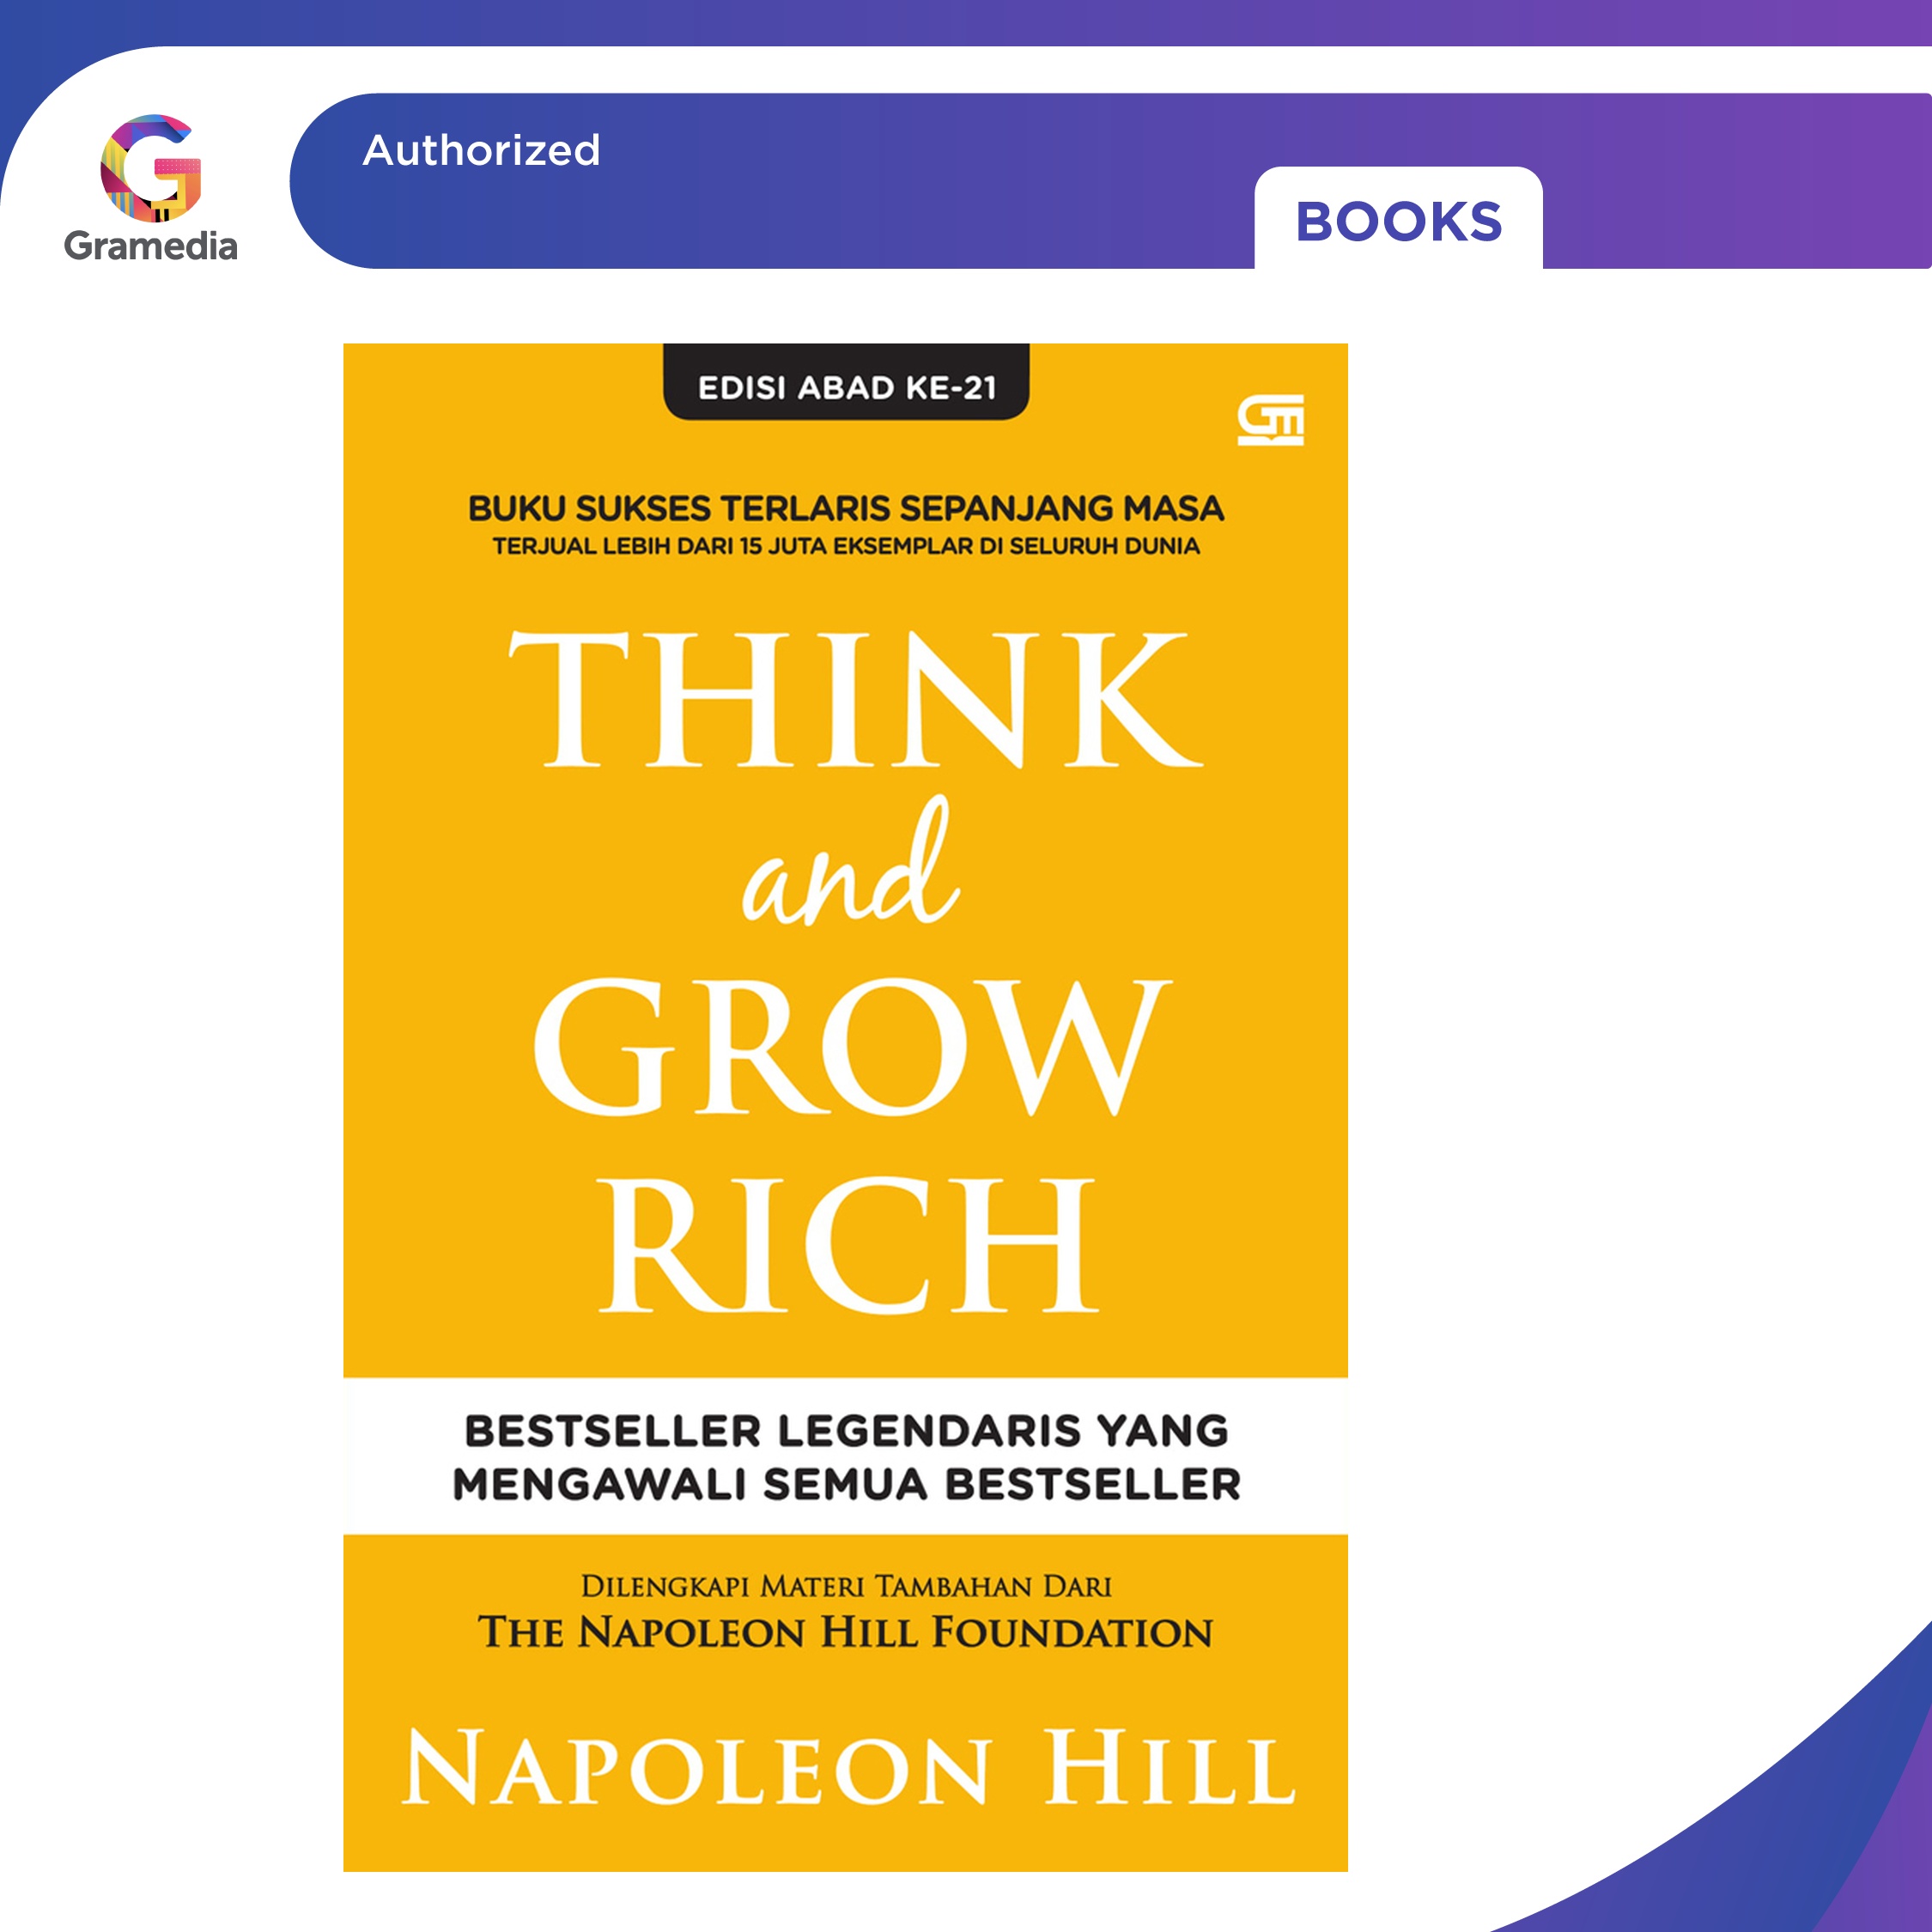 Gramedia
Authorized
BOOKS
EDISI ABAD KE-21
BUKU SUKSES TERLARIS SEPANJANG MASA
TERJUAL LEBIH DARI 15 JUTA EKSEMPLAR DI SELURUH DUNIA
THINK
and
GROW
RICH
BESTSELLER LEGENDARIS YANG
MENGAWALI SEMUA BESTSELLER
DILENGKAPI MATERI TAMBAHAN DARI
THE NAPOLEON HILL FOUNDATION
NAPOLEON HILL